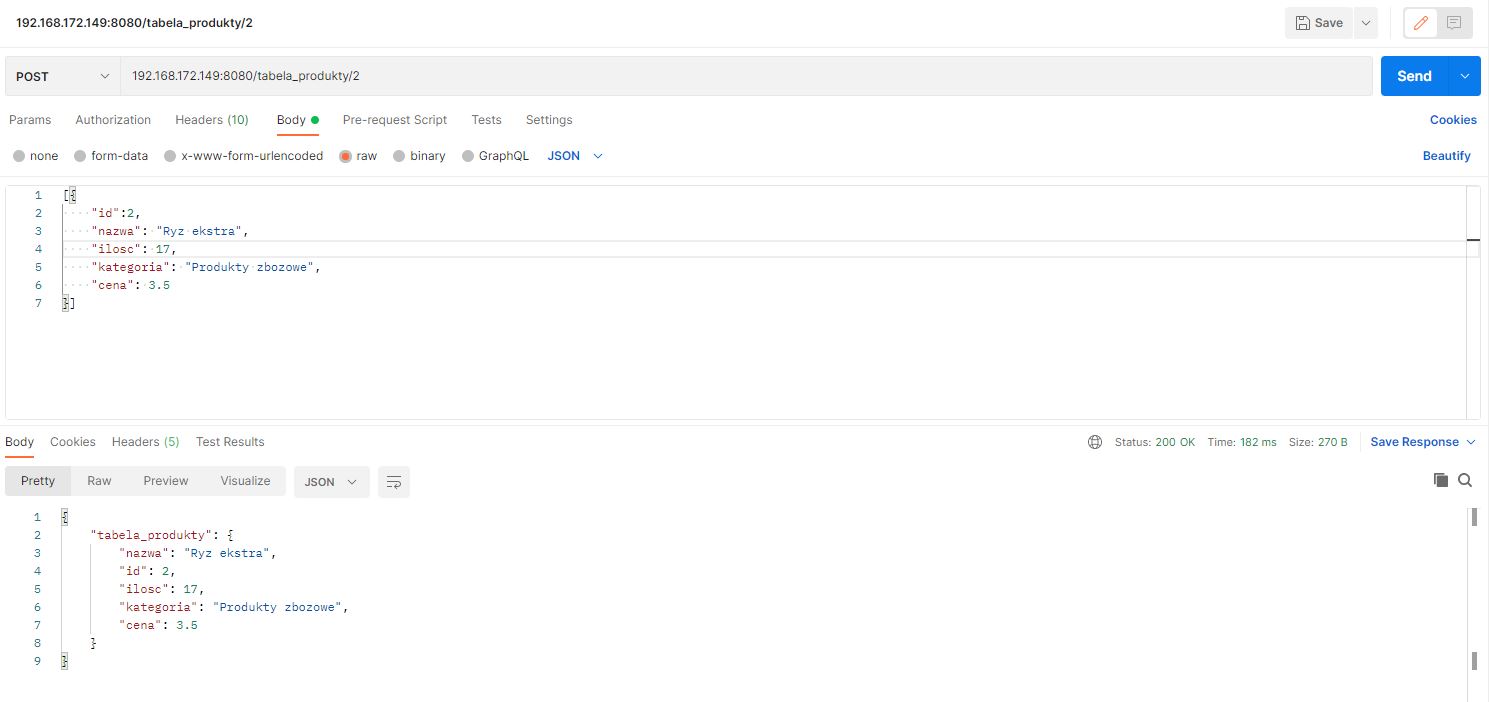 192.168.172.149:8080/tabela_produkty/2
Save
POST
192.168.172.149:8080/tabela_produkty/2
Send
Params Authorization Headers (10) Body Pre-request Script Tests Settings Cookies
none form-data x-www-form-urlencoded raw binary GraphQL JSON Beautify
1 [{
2 ····"id":2,
3 ····"nazwa":·"Ryz·ekstra",
4 ····"ilosc":·17,
5 ····"kategoria":·"Produkty·zbozowe",
6 ····"cena":·3.5
7 }]
Body Cookies Headers (5) Test Results Status: 200 OK Time: 182 ms Size: 270 B Save Response
Pretty Raw Preview Visualize JSON
1 {
2 "tabela_produkty": {
3 "nazwa": "Ryz ekstra",
4 "id": 2,
5 "ilosc": 17,
6 "kategoria": "Produkty zbozowe",
7 "cena": 3.5
8 }
9 }